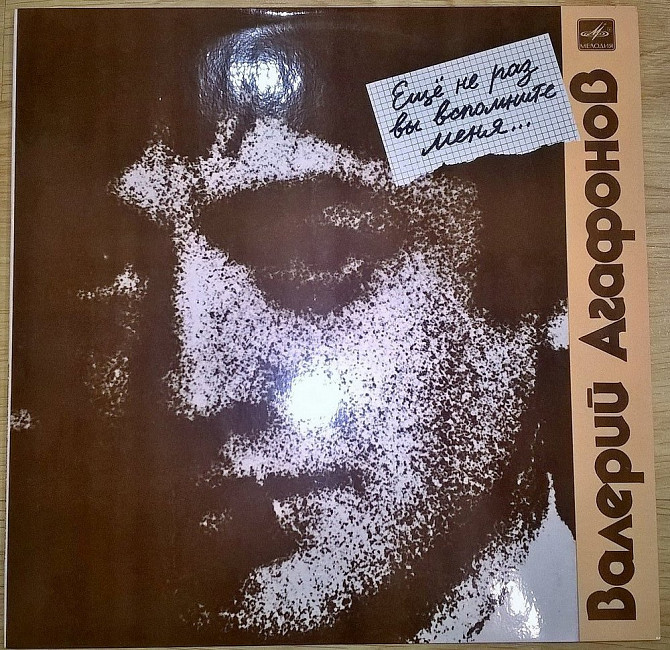 Ещё не раз
вы вспомните
меня...
МЕЛОДИЯ
Валерий Агафонов